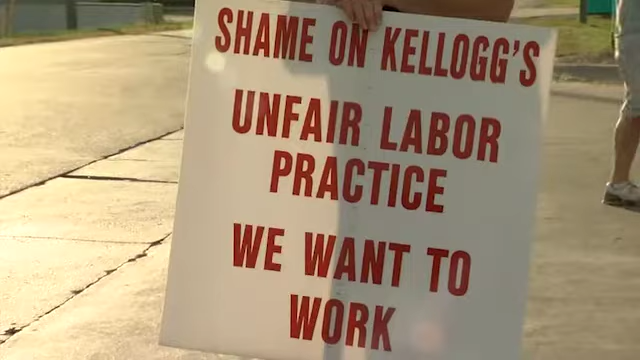 SHAME ON KELLOGG'S
UNFAIR LABOR
PRACTICE
WE WANT TO
WORK